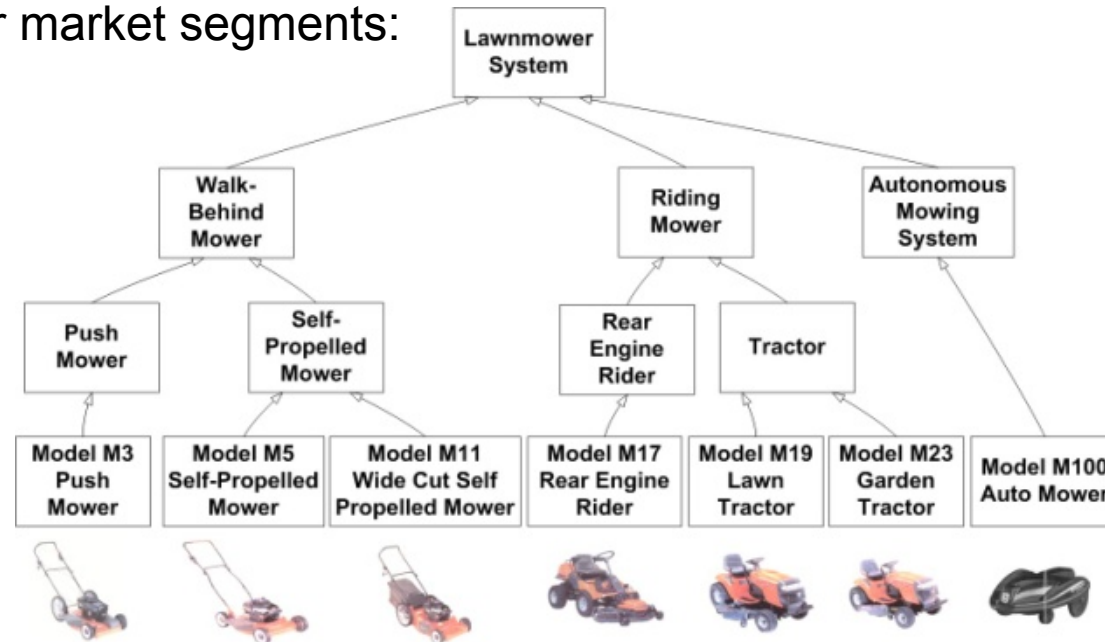 r market segments:
Lawnmower
System
Walk-
Behind
Mower
Riding
Mower
Autonomous
Mowing
System
Push
Mower
Self-
Propelled
Mower
Rear
Engine
Rider
Tractor
Model M3
Push
Mower
Model M5
Self-Propelled
Mower
Model M11
Wide Cut Self
Propelled Mower
Model M17
Rear Engine
Rider
Model M19
Lawn
Tractor
Model M23
Garden
Tractor
Model M100
Auto Mower